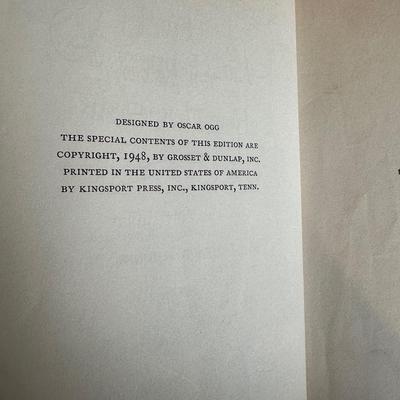 DESIGNED BY OSCAR OGG
THE SPECIAL CONTENTS OF THIS EDITION ARE
COPYRIGHT, 1948, BY GROSSET & DUNLAP, INC.
PRINTED IN THE UNITED STATES OF AMERICA
BY KINGSPORT PRESS, INC., KINGSPORT, TENN.